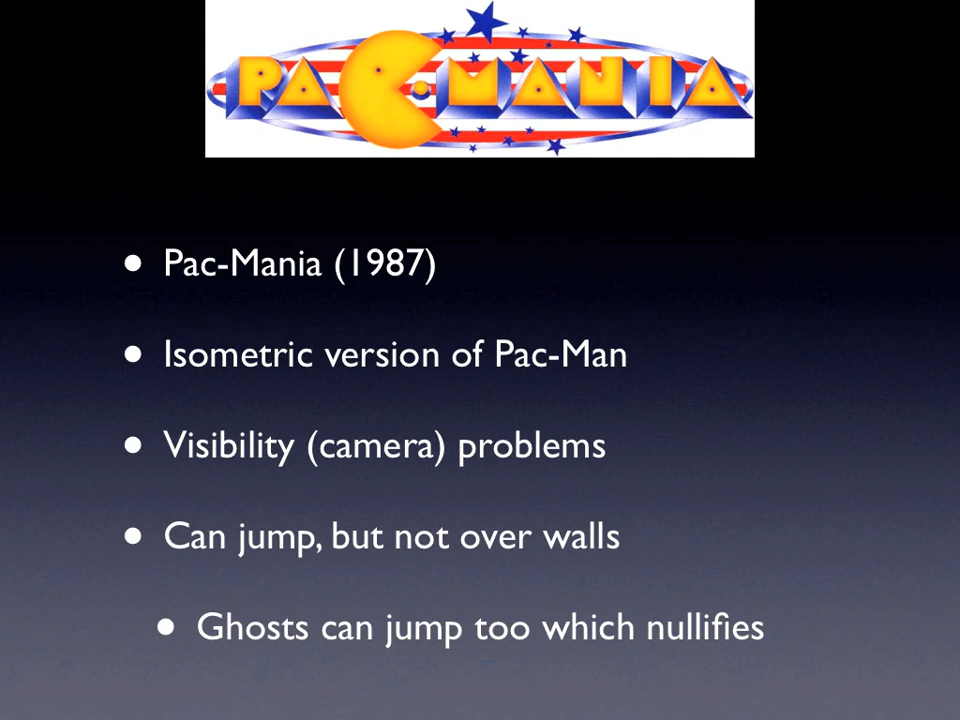 PAC-MANIA
• Pac-Mania (1987)
• Isometric version of Pac-Man
• Visibility (camera) problems
• Can jump, but not over walls
• Ghosts can jump too which nullifies